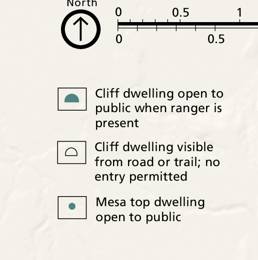 North
0 0.5 1
0 0.5
Cliff dwelling open to
public when ranger is
present
Cliff dwelling visible
from road or trail; no
entry permitted
Mesa top dwelling
open to public